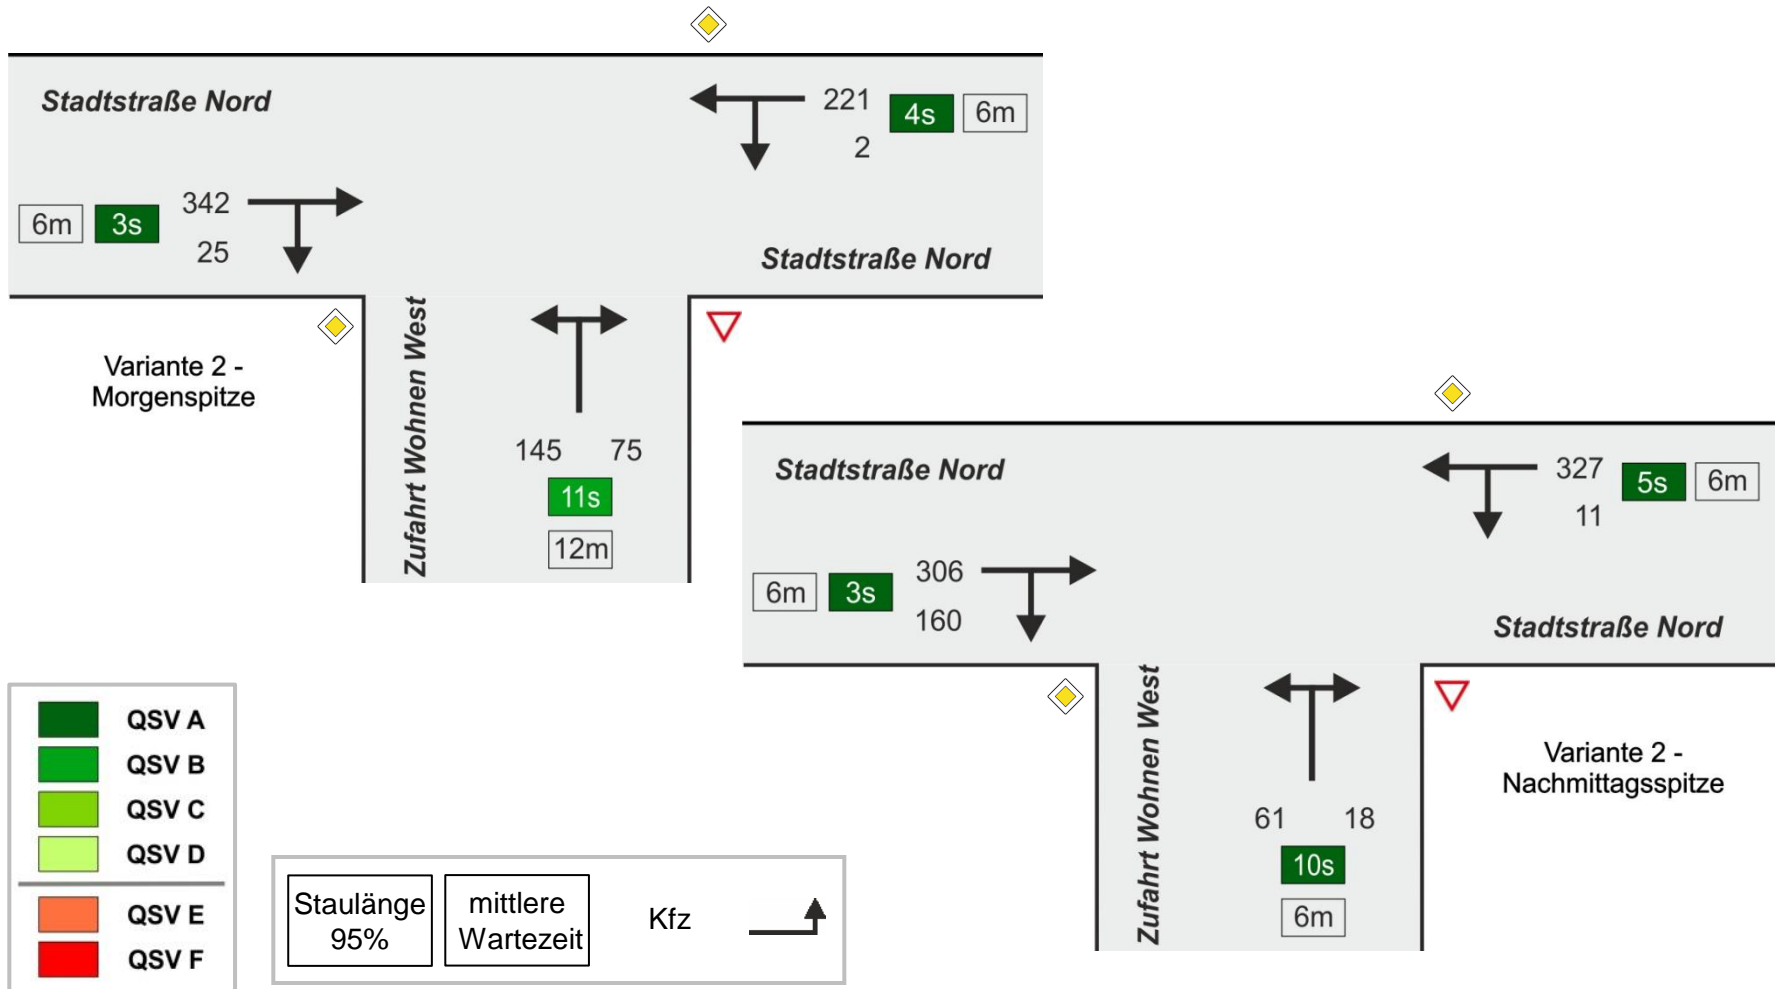 Stadtstraße Nord
221
4s
6m
2
6m
3s
342
25
Stadtstraße Nord
Zufahrt Wohnen West
Variante 2 -
Morgenspitze
145 75
11s
12m
Stadtstraße Nord
327
5s
6m
11
6m
3s
306
160
Stadtstraße Nord
Zufahrt Wohnen West
Variante 2 -
Nachmittagsspitze
61 18
10s
6m
QSV A
QSV B
QSV C
QSV D
QSV E
QSV F
Staulänge
95%
mittlere
Wartezeit
Kfz